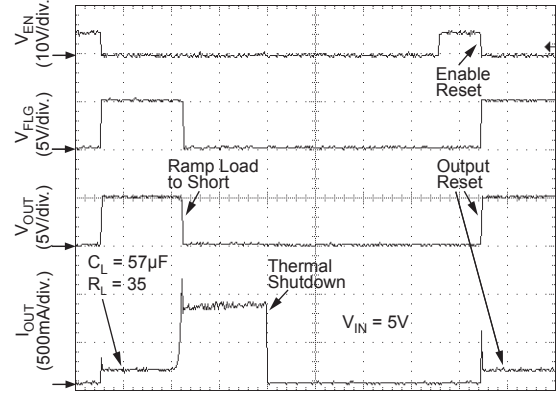 V_EN
(10V/div.)
Enable
Reset
V_FLG
(5V/div.)
Ramp Load
to Short
Output
Reset
V_OUT
(5V/div.)
C_L = 57µF
R_L = 35
Thermal
Shutdown
I_OUT
(500mA/div.)
V_IN = 5V